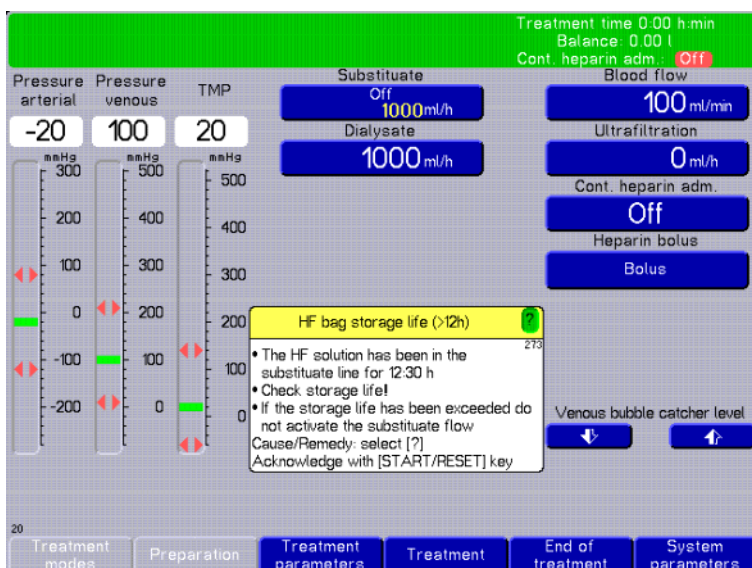 Treatment time 0:00 h:min
Balance: 0.00 l
Cont. heparin adm.: Off
Pressure arterial
Pressure venous
TMP
-20
100
20
mmHg
mmHg
mmHg
300
200
100
0
-100
-200
500
400
300
200
100
0
500
400
300
200
100
0
Substituate
Off
1000 ml/h
Dialysate
1000 ml/h
Blood flow
100 ml/min
Ultrafiltration
0 ml/h
Cont. heparin adm.
Off
Heparin bolus
Bolus
HF bag storage life (>12h)
?
273
• The HF solution has been in the
substituate line for 12:30 h
• Check storage life!
• If the storage life has been exceeded do
not activate the substituate flow
Cause/Remedy: select [?]
Acknowledge with [START/RESET] key
Venous bubble catcher level
20
Treatment
modes
Preparation
Treatment
parameters
Treatment
End of
treatment
System
parameters